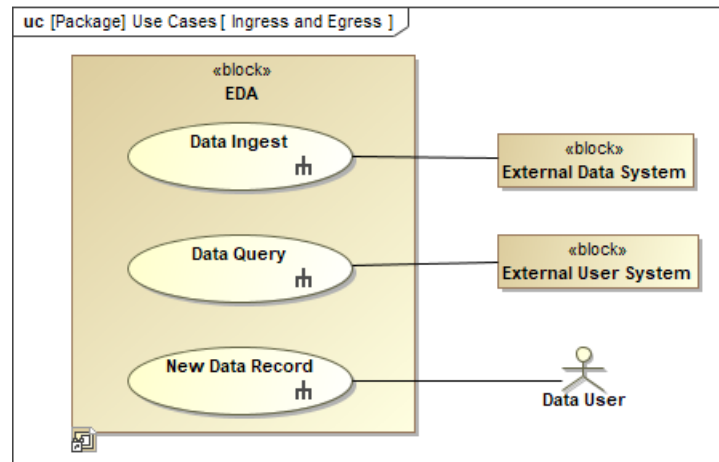 uc [Package] Use Cases [ Ingress and Egress ]
«block»
EDA
Data Ingest
«block»
External Data System
Data Query
«block»
External User System
New Data Record
Data User